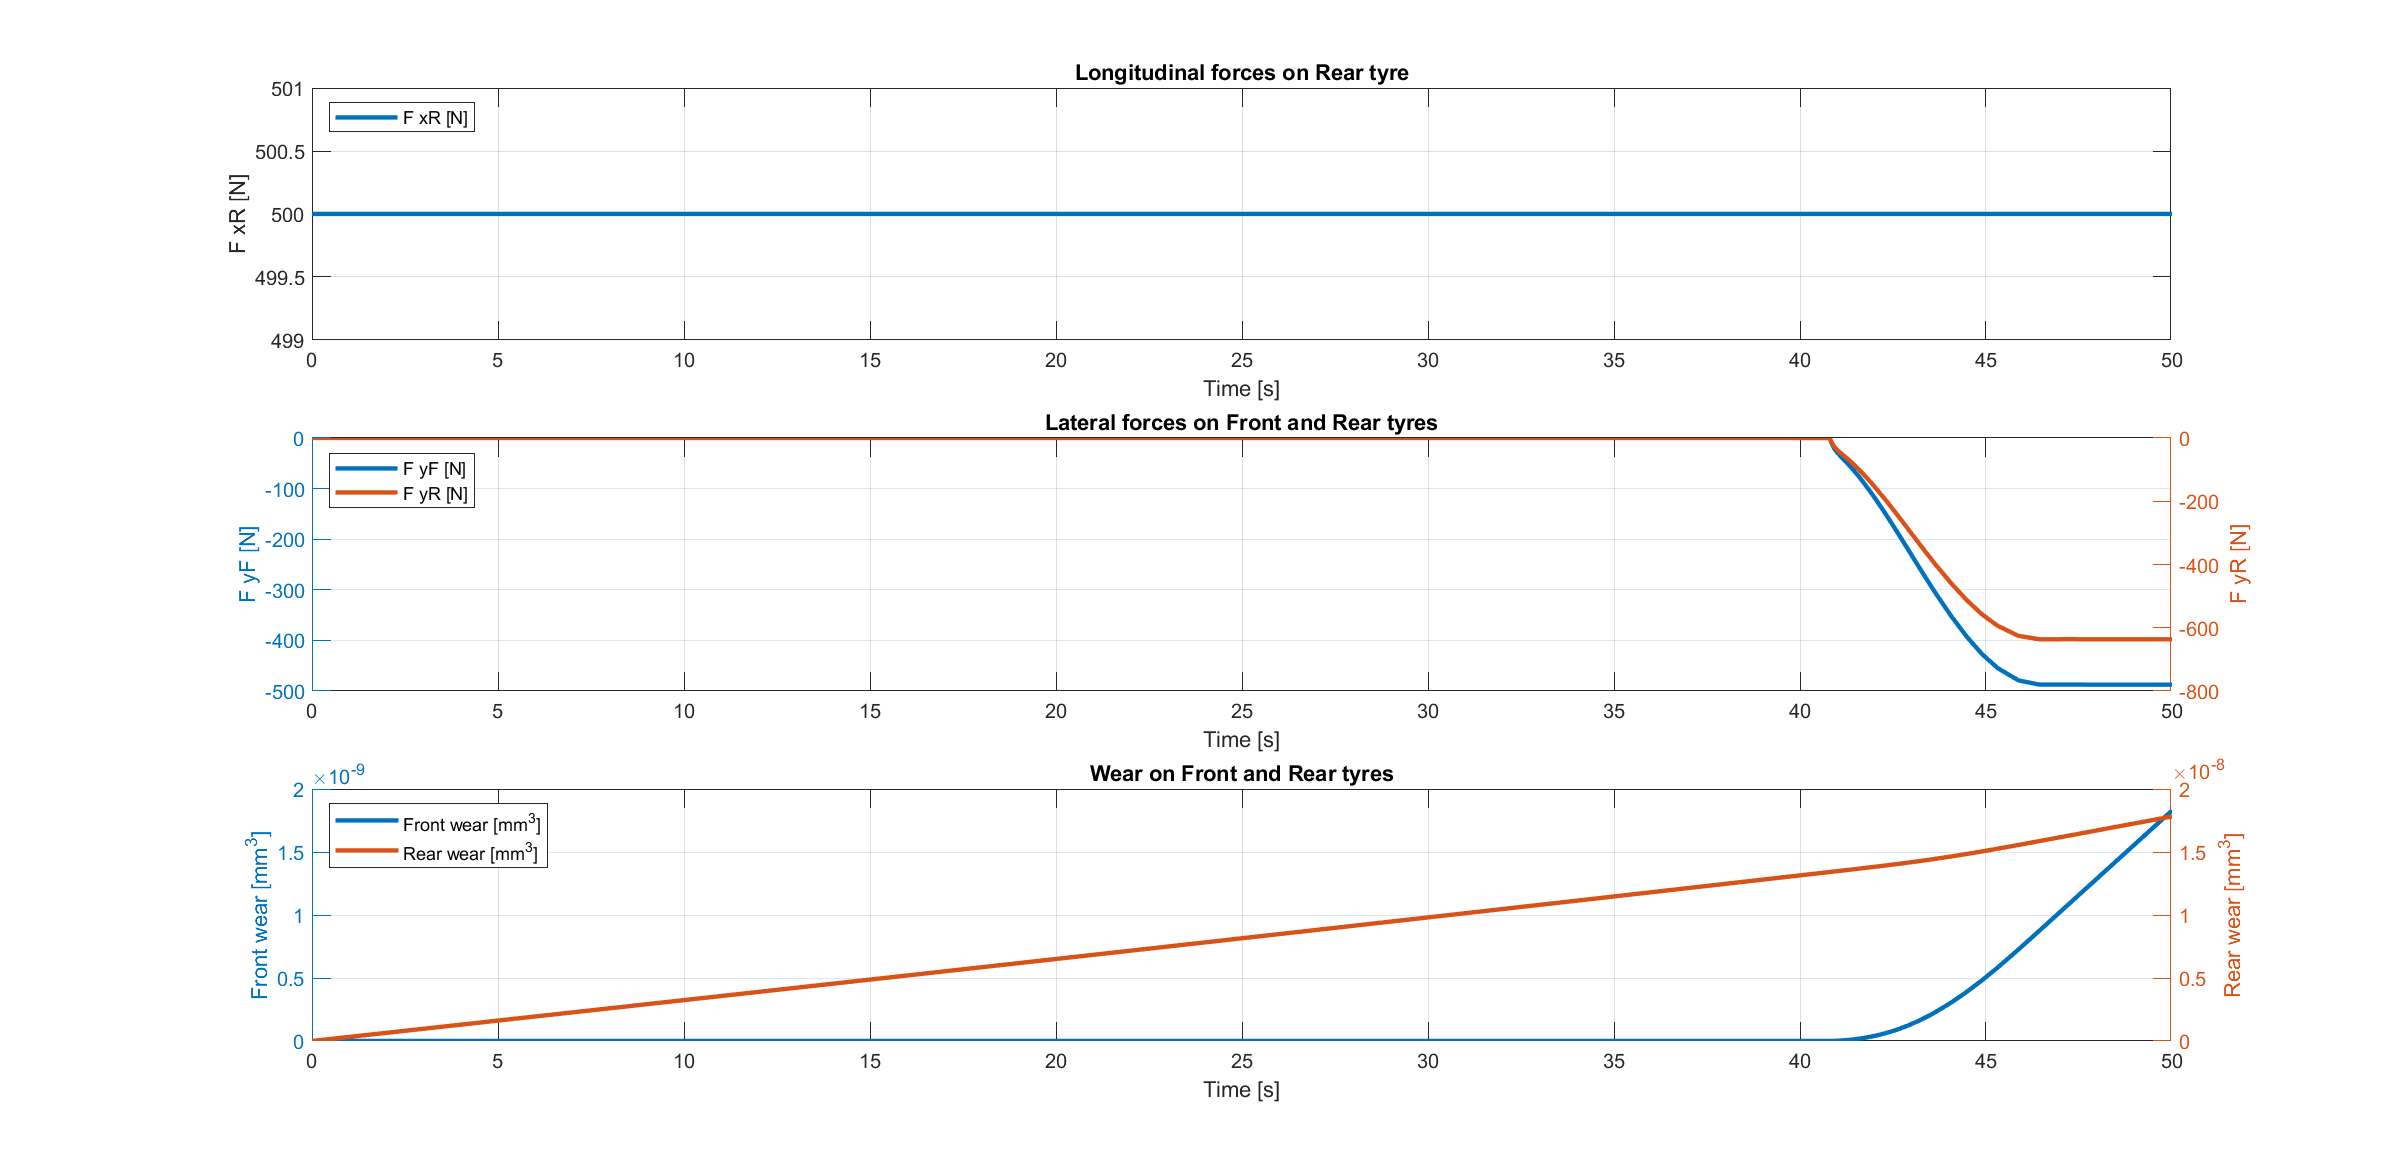 Longitudinal forces on Rear tyre
501
500.5
500
499.5
499
F xR [N]
F xR [N]
0 5 10 15 20 25 30 35 40 45 50
Time [s]
Lateral forces on Front and Rear tyres
0
-100
-200
-300
-400
-500
F yF [N]
F yF [N]
F yR [N]
0
-200
-400
-600
-800
F yR [N]
0 5 10 15 20 25 30 35 40 45 50
Time [s]
Wear on Front and Rear tyres
×10⁻⁹
2
1.5
1
0.5
0
Front wear [mm³]
Front wear [mm³]
Rear wear [mm³]
×10⁻⁸
2
1.5
1
0.5
0
Rear wear [mm³]
0 5 10 15 20 25 30 35 40 45 50
Time [s]